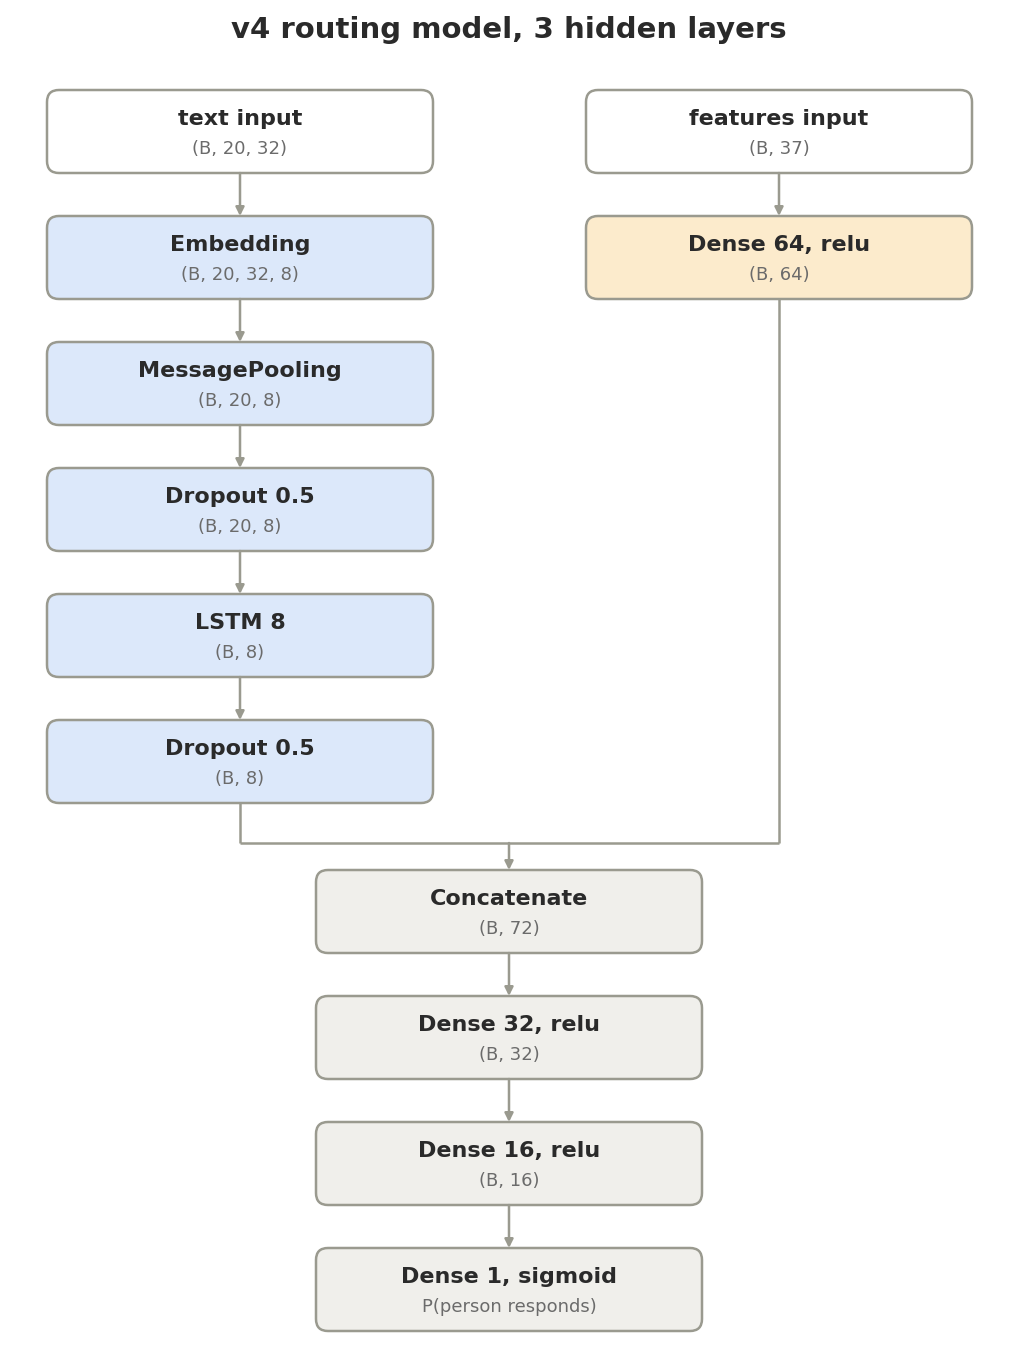 v4 routing model, 3 hidden layers
text input
(B, 20, 32)
features input
(B, 37)
Embedding
(B, 20, 32, 8)
Dense 64, relu
(B, 64)
MessagePooling
(B, 20, 8)
Dropout 0.5
(B, 20, 8)
LSTM 8
(B, 8)
Dropout 0.5
(B, 8)
Concatenate
(B, 72)
Dense 32, relu
(B, 32)
Dense 16, relu
(B, 16)
Dense 1, sigmoid
P(person responds)